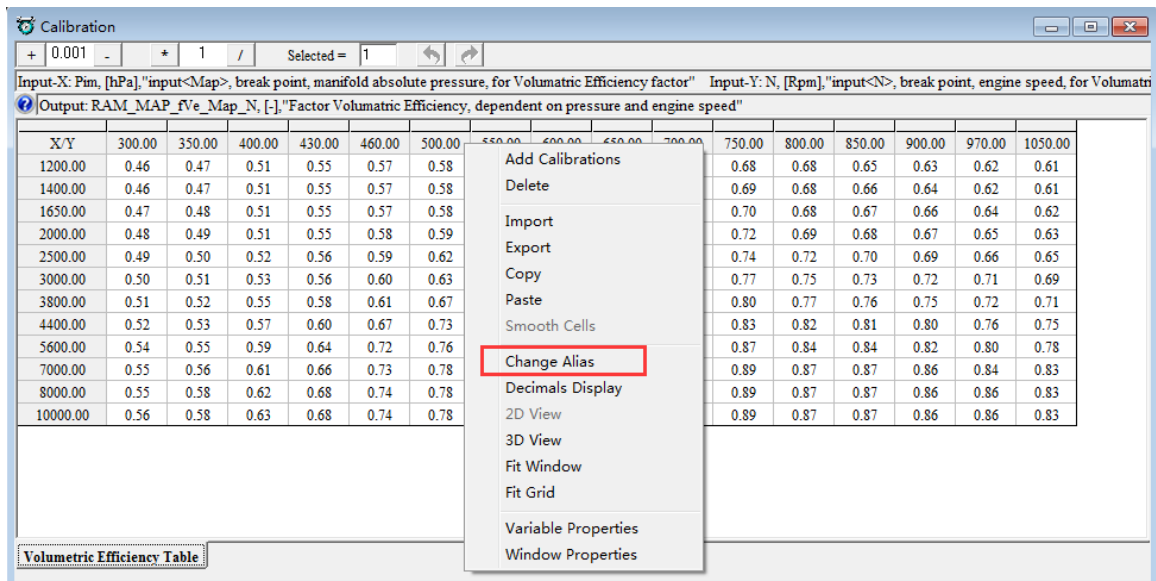 Calibration
+ 0.001 - * 1 / Selected = 1
Input-X: Pim, [hPa],"input<Map>, break point, manifold absolute pressure, for Volumatric Efficiency factor" Input-Y: N, [Rpm],"input<N>, break point, engine speed, for Volumatri
Output: RAM_MAP_fVe_Map_N, [-],"Factor Volumatric Efficiency, dependent on pressure and engine speed"
X/Y 300.00 350.00 400.00 430.00 460.00 500.00 550.00 600.00 650.00 700.00 750.00 800.00 850.00 900.00 970.00 1050.00
1200.00 0.46 0.47 0.51 0.55 0.57 0.58 0.68 0.68 0.65 0.63 0.62 0.61
1400.00 0.46 0.47 0.51 0.55 0.57 0.58 0.69 0.68 0.66 0.64 0.62 0.61
1650.00 0.47 0.48 0.51 0.55 0.57 0.58 0.70 0.68 0.67 0.66 0.64 0.62
2000.00 0.48 0.49 0.51 0.55 0.58 0.59 0.72 0.69 0.68 0.67 0.65 0.63
2500.00 0.49 0.50 0.52 0.56 0.59 0.62 0.74 0.72 0.70 0.69 0.66 0.65
3000.00 0.50 0.51 0.53 0.56 0.60 0.63 0.77 0.75 0.73 0.72 0.71 0.69
3800.00 0.51 0.52 0.55 0.58 0.61 0.67 0.80 0.77 0.76 0.75 0.72 0.71
4400.00 0.52 0.53 0.57 0.60 0.67 0.73 0.83 0.82 0.81 0.80 0.76 0.75
5600.00 0.54 0.55 0.59 0.64 0.72 0.76 0.87 0.84 0.84 0.82 0.80 0.78
7000.00 0.55 0.56 0.61 0.66 0.73 0.78 0.89 0.87 0.87 0.86 0.84 0.83
8000.00 0.55 0.58 0.62 0.68 0.74 0.78 0.89 0.87 0.87 0.86 0.86 0.83
10000.00 0.56 0.58 0.63 0.68 0.74 0.78 0.89 0.87 0.87 0.86 0.86 0.83
Add Calibrations
Delete
Import
Export
Copy
Paste
Smooth Cells
Change Alias
Decimals Display
2D View
3D View
Fit Window
Fit Grid
Variable Properties
Window Properties
Volumetric Efficiency Table